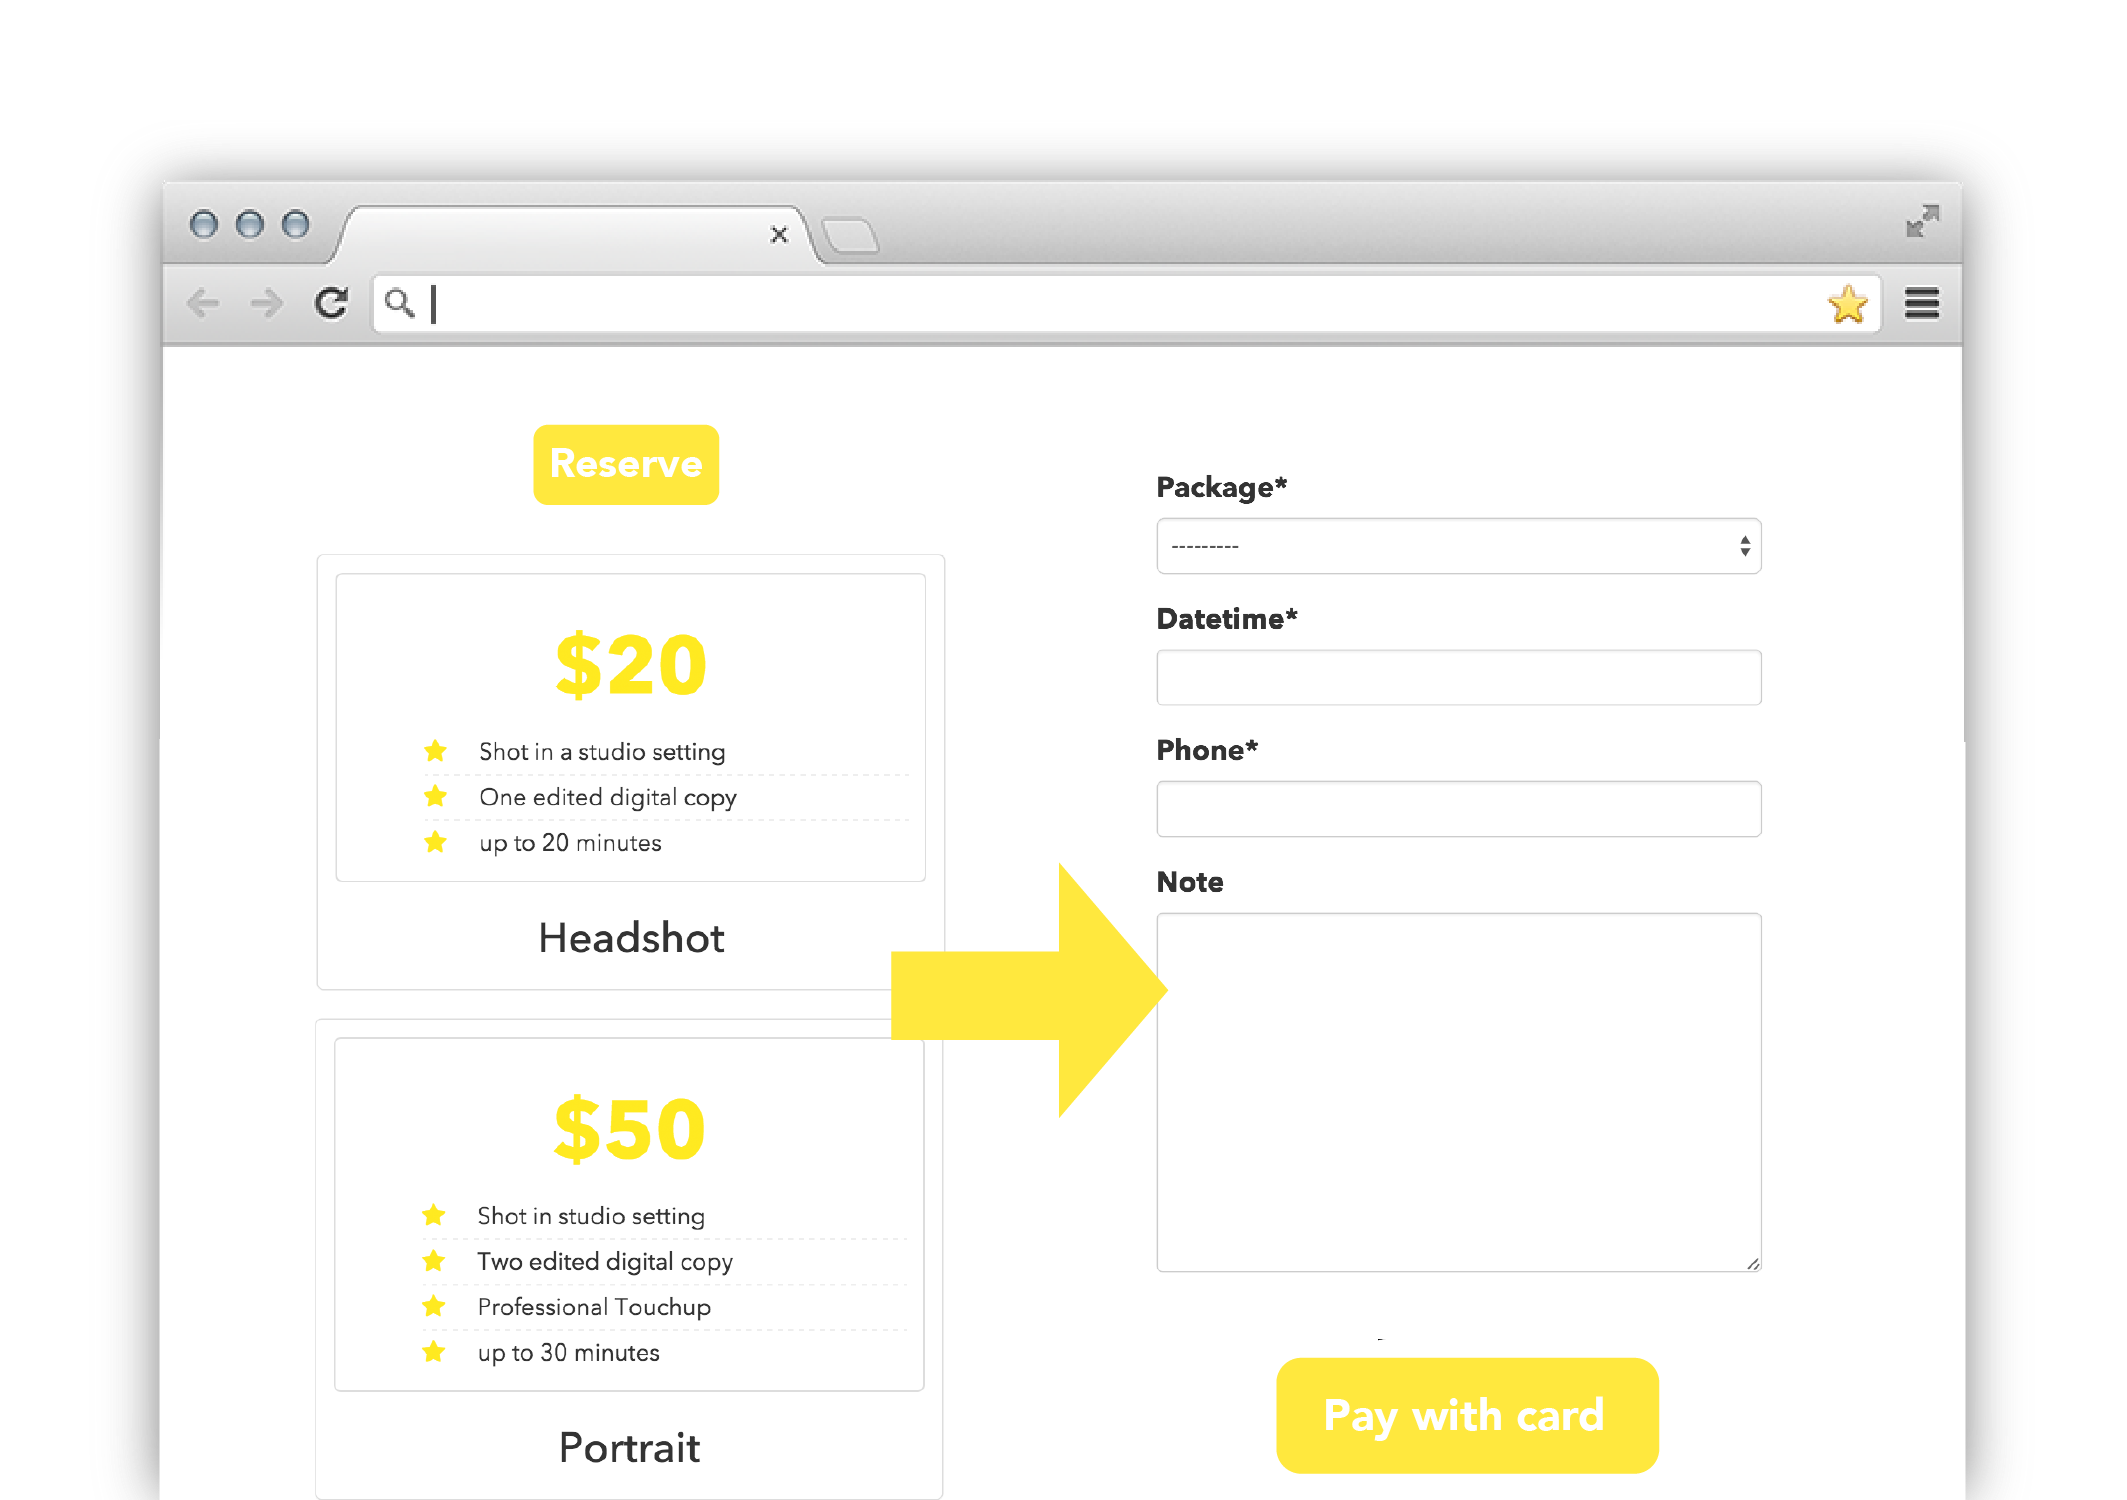 Reserve
$20
Shot in a studio setting
One edited digital copy
up to 20 minutes
Headshot
$50
Shot in studio setting
Two edited digital copy
Professional Touchup
up to 30 minutes
Portrait
Package*
---------
Datetime*
Phone*
Note
Pay with card